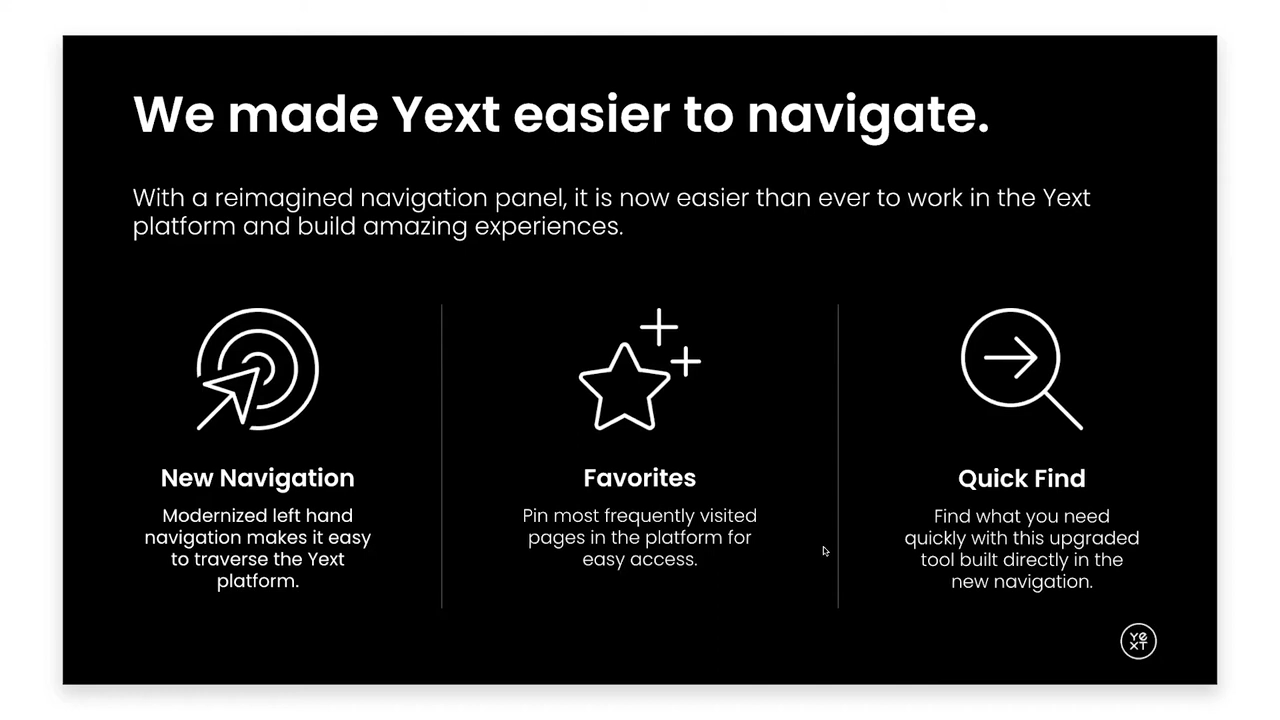 We made Yext easier to navigate.
With a reimagined navigation panel, it is now easier than ever to work in the Yext
platform and build amazing experiences.
New Navigation
Modernized left hand
navigation makes it easy
to traverse the Yext
platform.
Favorites
Pin most frequently visited
pages in the platform for
easy access.
Quick Find
Find what you need
quickly with this upgraded
tool built directly in the
new navigation.
ye
xt